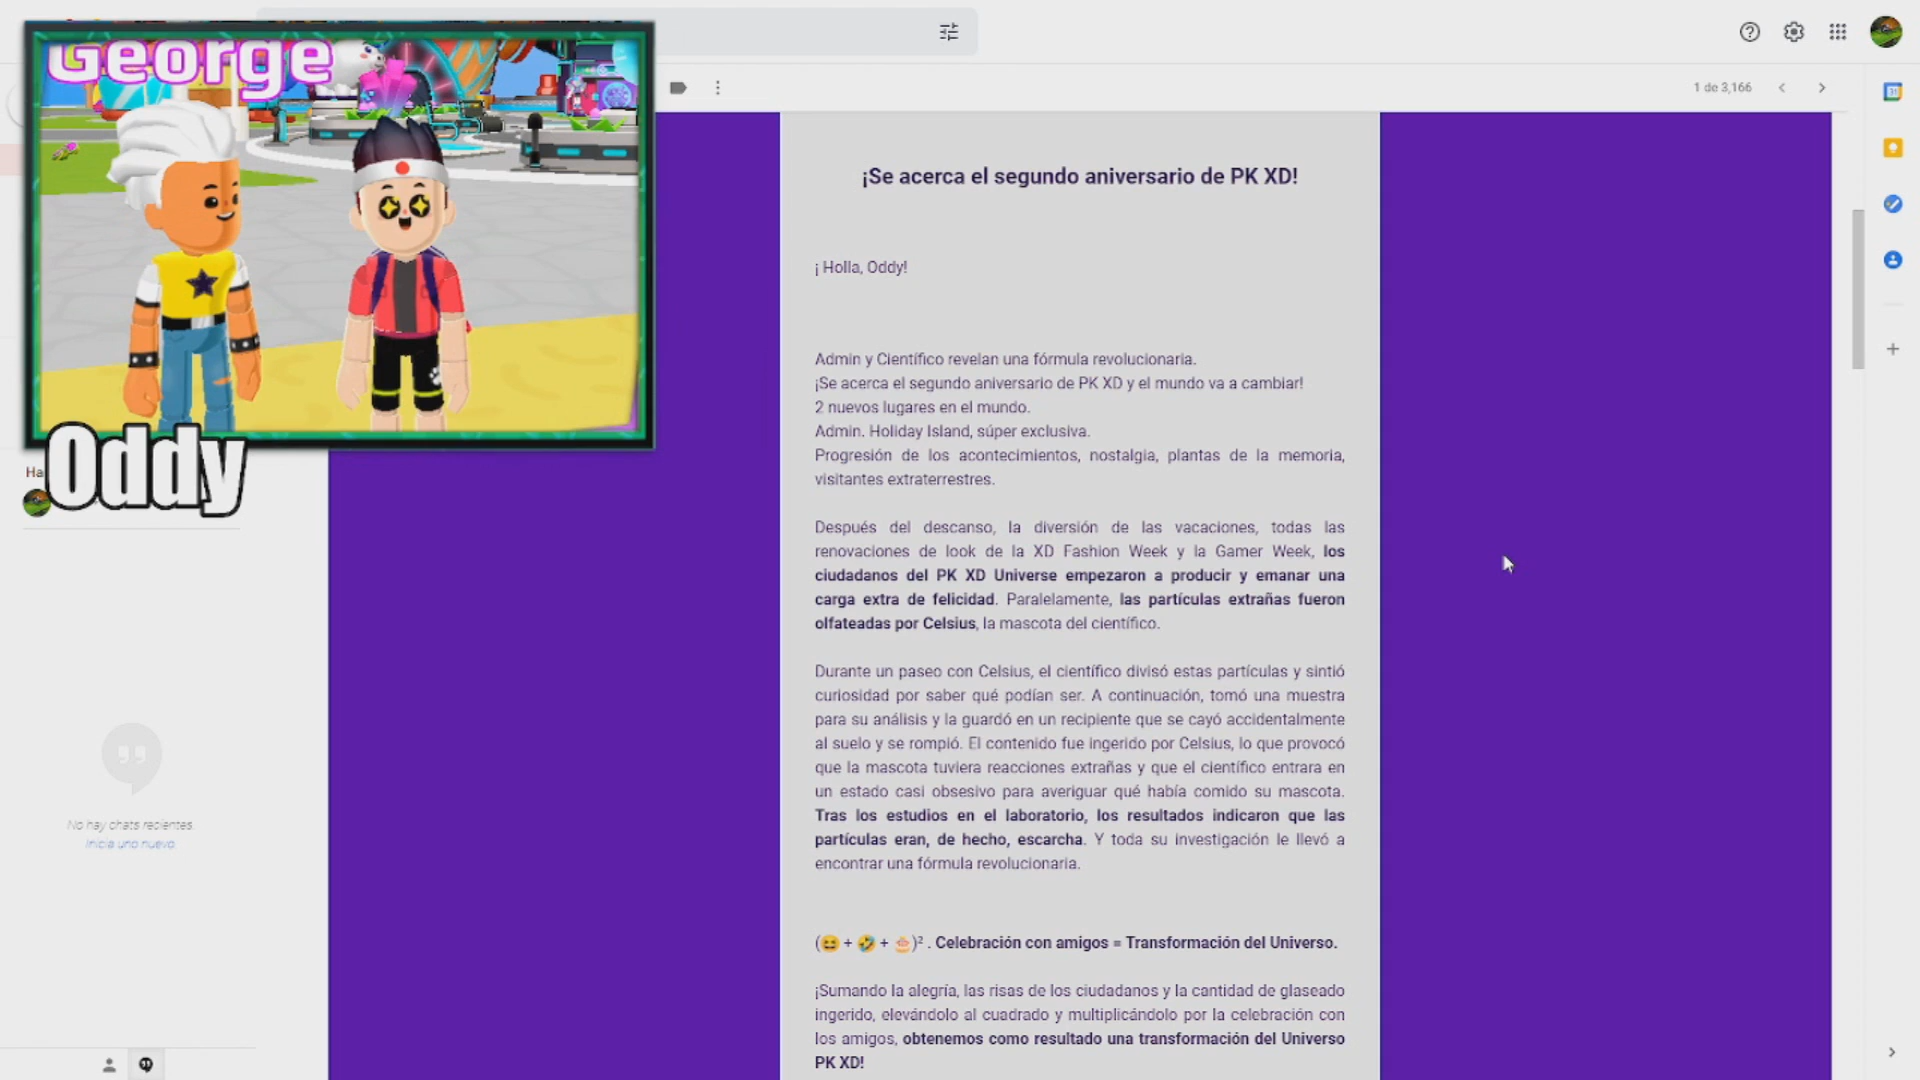 George
Oddy
1 de 3,166
31
¡Se acerca el segundo aniversario de PK XD!
¡ Holla, Oddy!
Admin y Científico revelan una fórmula revolucionaria.
¡Se acerca el segundo aniversario de PK XD y el mundo va a cambiar!
2 nuevos lugares en el mundo.
Admin. Holiday Island, súper exclusiva.
Progresión de los acontecimientos, nostalgia, plantas de la memoria,
visitantes extraterrestres.
Después del descanso, la diversión de las vacaciones, todas las
renovaciones de look de la XD Fashion Week y la Gamer Week, los
ciudadanos del PK XD Universe empezaron a producir y emanar una
carga extra de felicidad. Paralelamente, las partículas extrañas fueron
olfateadas por Celsius, la mascota del científico.
Durante un paseo con Celsius, el científico divisó estas partículas y sintió
curiosidad por saber qué podían ser. A continuación, tomó una muestra
para su análisis y la guardó en un recipiente que se cayó accidentalmente
al suelo y se rompió. El contenido fue ingerido por Celsius, lo que provocó
que la mascota tuviera reacciones extrañas y que el científico entrara en
un estado casi obsesivo para averiguar qué había comido su mascota.
Tras los estudios en el laboratorio, los resultados indicaron que las
partículas eran, de hecho, escarcha. Y toda su investigación le llevó a
encontrar una fórmula revolucionaria.
(😆 + 🤣 + 🎂)² . Celebración con amigos = Transformación del Universo.
¡Sumando la alegría, las risas de los ciudadanos y la cantidad de glaseado
ingerido, elevándolo al cuadrado y multiplicándolo por la celebración con
los amigos, obtenemos como resultado una transformación del Universo
PK XD!
Ha
No hay chats recientes.
Inicia uno nuevo.